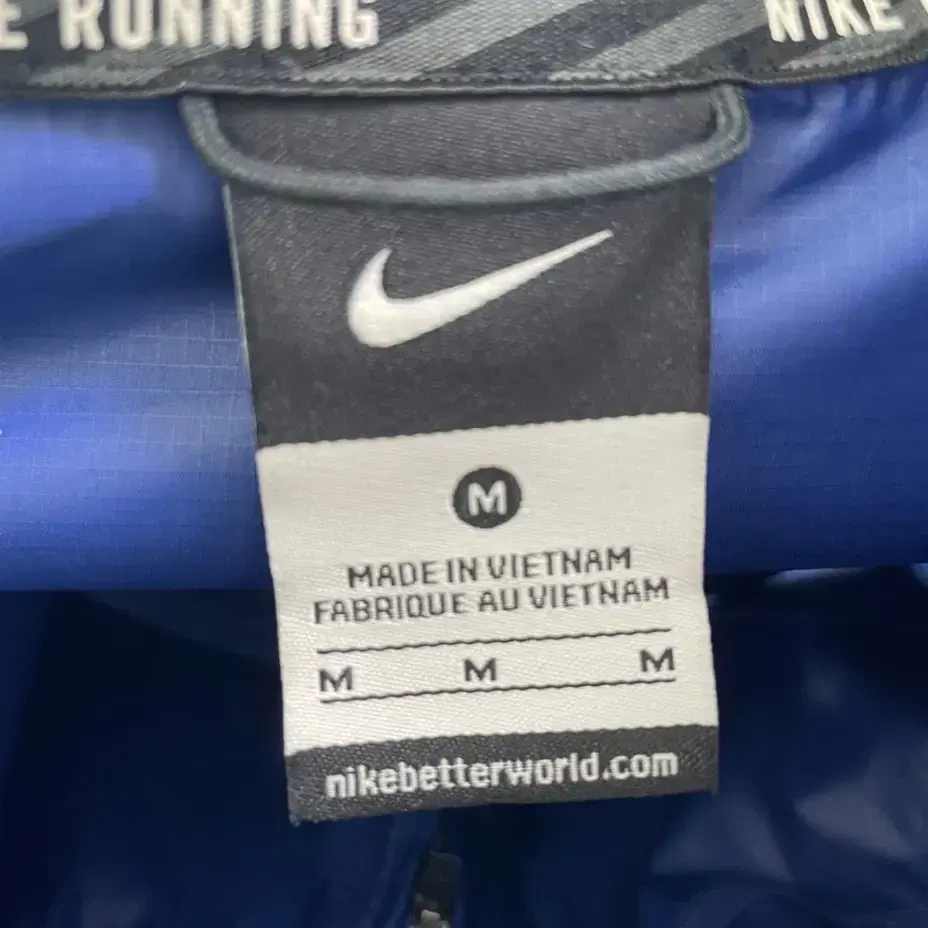 E RUNNING
NIKE
M
MADE IN VIETNAM
FABRIQUE AU VIETNAM
M M M
nikebetterworld.com